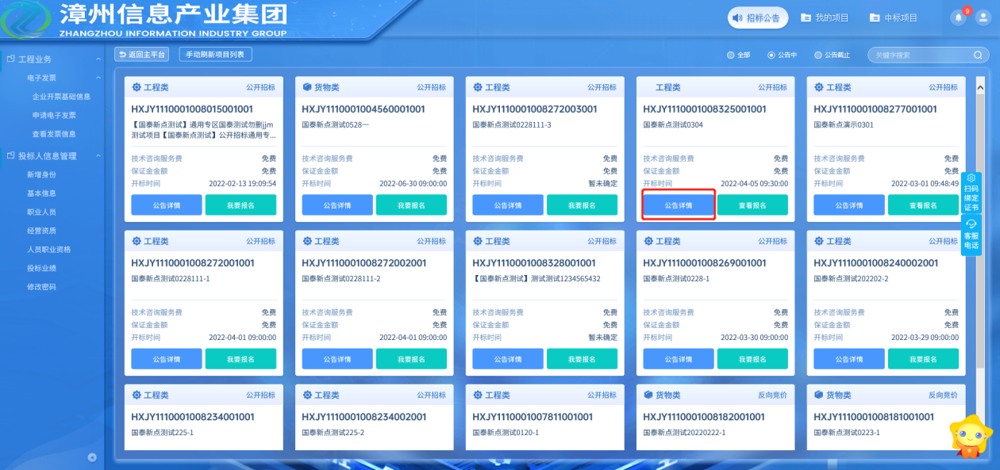 漳州信息产业集团
ZHANGZHOU INFORMATION INDUSTRY GROUP
招标公告
我的项目
中标项目
9
工程业务
电子发票
企业开票基础信息
申请电子发票
查看发票信息
投标人信息管理
新增身份
基本信息
职业人员
经营资质
人员职业资格
投标业绩
修改密码
返回主平台
手动刷新项目列表
全部
公告中
公告截止
关键字搜索
工程类 公开招标
HXJY1110001008015001001
【国泰新点测试】通用专区国泰测试勿删jjm
测试项目【国泰新点测试】公开招标通用专...
技术咨询服务费 免费
保证金金额 免费
开标时间 2022-02-13 19:09:54
公告详情 我要报名
货物类 公开招标
HXJY1110001004560001001
国泰新点测试0528一
技术咨询服务费 免费
保证金金额 免费
开标时间 2022-06-30 09:00:00
公告详情 我要报名
工程类 公开招标
HXJY1110001008272003001
国泰新点测试0228111-3
技术咨询服务费 免费
保证金金额 免费
开标时间 暂未确定
公告详情 我要报名
工程类 公开招标
HXJY1110001008325001001
国泰新点测试0304
技术咨询服务费 免费
保证金金额 免费
开标时间 2022-04-05 09:30:00
公告详情 查看报名
工程类 公开招标
HXJY1110001008277001001
国泰新点演示0301
技术咨询服务费 免费
保证金金额 免费
开标时间 2022-03-01 09:48:49
公告详情 查看报名
工程类 公开招标
HXJY1110001008272001001
国泰新点测试0228111-1
技术咨询服务费 免费
保证金金额 免费
开标时间 2022-04-01 09:00:00
公告详情 我要报名
工程类 公开招标
HXJY1110001008272002001
国泰新点测试0228111-2
技术咨询服务费 免费
保证金金额 免费
开标时间 2022-04-01 09:00:00
公告详情 我要报名
工程类 公开招标
HXJY1110001008328001001
【国泰新点测试】测试测试1234565432
技术咨询服务费 免费
保证金金额 免费
开标时间 暂未确定
公告详情 我要报名
工程类 公开招标
HXJY1110001008269001001
国泰新点测试0228-1
技术咨询服务费 免费
保证金金额 免费
开标时间 2022-03-30 09:00:00
公告详情 我要报名
工程类 公开招标
HXJY1110001008240002001
国泰新点测试202202-2
技术咨询服务费 免费
保证金金额 免费
开标时间 2022-03-29 09:00:00
公告详情 我要报名
工程类 公开招标
HXJY1110001008234001001
国泰新点测试225-1
工程类 公开招标
HXJY1110001008234002001
国泰新点测试225-2
工程类 公开招标
HXJY1110001007811001001
国泰新点测试0120-1
货物类 反向竞价
HXJY1110001008182001001
国泰新点测试20220222-1
货物类 反向竞价
HXJY1110001008181001001
国泰新点测试0223-1
扫码
绑定
证书
客服
电话